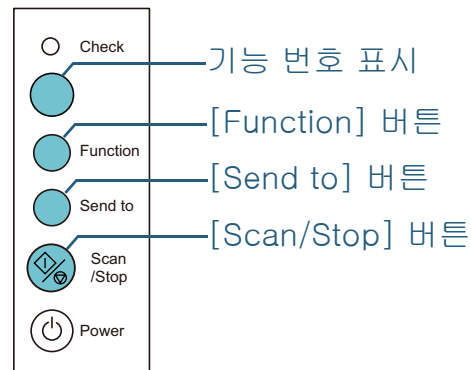 Check
기능 번호 표시
Function
[Function] 버튼
Send to
[Send to] 버튼
Scan
/Stop
[Scan/Stop] 버튼
Power